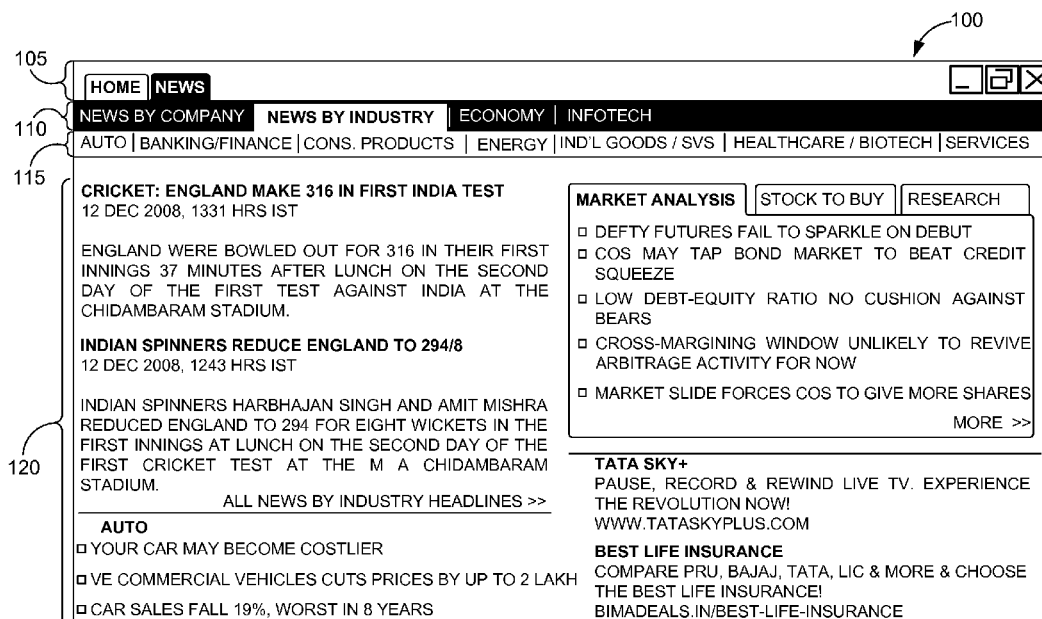 100
105
HOME NEWS
110
NEWS BY COMPANY NEWS BY INDUSTRY ECONOMY | INFOTECH
115
AUTO | BANKING/FINANCE | CONS. PRODUCTS | ENERGY | IND'L GOODS / SVS | HEALTHCARE / BIOTECH | SERVICES
120
CRICKET: ENGLAND MAKE 316 IN FIRST INDIA TEST
12 DEC 2008, 1331 HRS IST
ENGLAND WERE BOWLED OUT FOR 316 IN THEIR FIRST
INNINGS 37 MINUTES AFTER LUNCH ON THE SECOND
DAY OF THE FIRST TEST AGAINST INDIA AT THE
CHIDAMBARAM STADIUM.
INDIAN SPINNERS REDUCE ENGLAND TO 294/8
12 DEC 2008, 1243 HRS IST
INDIAN SPINNERS HARBHAJAN SINGH AND AMIT MISHRA
REDUCED ENGLAND TO 294 FOR EIGHT WICKETS IN THE
FIRST INNINGS AT LUNCH ON THE SECOND DAY OF THE
FIRST CRICKET TEST AT THE M A CHIDAMBARAM
STADIUM.
ALL NEWS BY INDUSTRY HEADLINES >>
AUTO
YOUR CAR MAY BECOME COSTLIER
VE COMMERCIAL VEHICLES CUTS PRICES BY UP TO 2 LAKH
CAR SALES FALL 19%, WORST IN 8 YEARS
MARKET ANALYSIS STOCK TO BUY RESEARCH
DEFTY FUTURES FAIL TO SPARKLE ON DEBUT
COS MAY TAP BOND MARKET TO BEAT CREDIT
SQUEEZE
LOW DEBT-EQUITY RATIO NO CUSHION AGAINST
BEARS
CROSS-MARGINING WINDOW UNLIKELY TO REVIVE
ARBITRAGE ACTIVITY FOR NOW
MARKET SLIDE FORCES COS TO GIVE MORE SHARES
MORE >>
TATA SKY+
PAUSE, RECORD & REWIND LIVE TV. EXPERIENCE
THE REVOLUTION NOW!
WWW.TATASKYPLUS.COM
BEST LIFE INSURANCE
COMPARE PRU, BAJAJ, TATA, LIC & MORE & CHOOSE
THE BEST LIFE INSURANCE!
BIMADEALS.IN/BEST-LIFE-INSURANCE